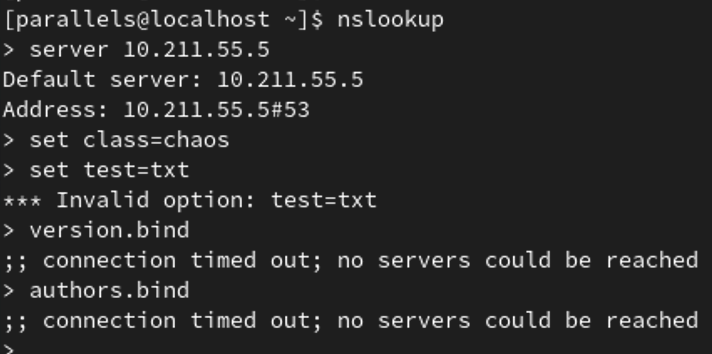 [parallels@localhost ~]$ nslookup
> server 10.211.55.5
Default server: 10.211.55.5
Address: 10.211.55.5#53
> set class=chaos
> set test=txt
*** Invalid option: test=txt
> version.bind
;; connection timed out; no servers could be reached
> authors.bind
;; connection timed out; no servers could be reached
>